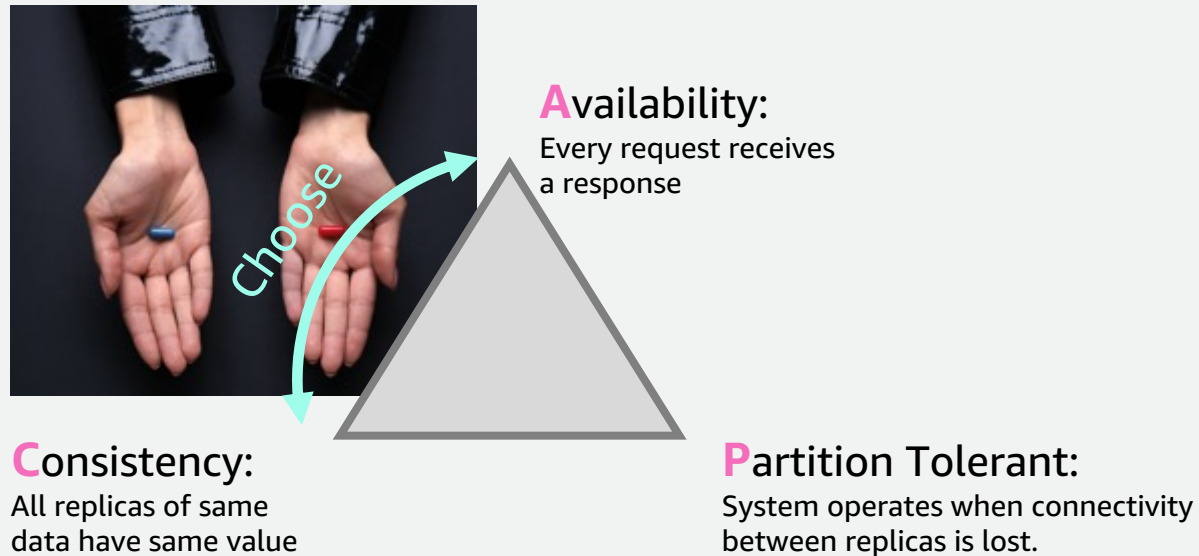 Availability:
Every request receives
a response
Choose
Consistency:
All replicas of same
data have same value
Partition Tolerant:
System operates when connectivity
between replicas is lost.